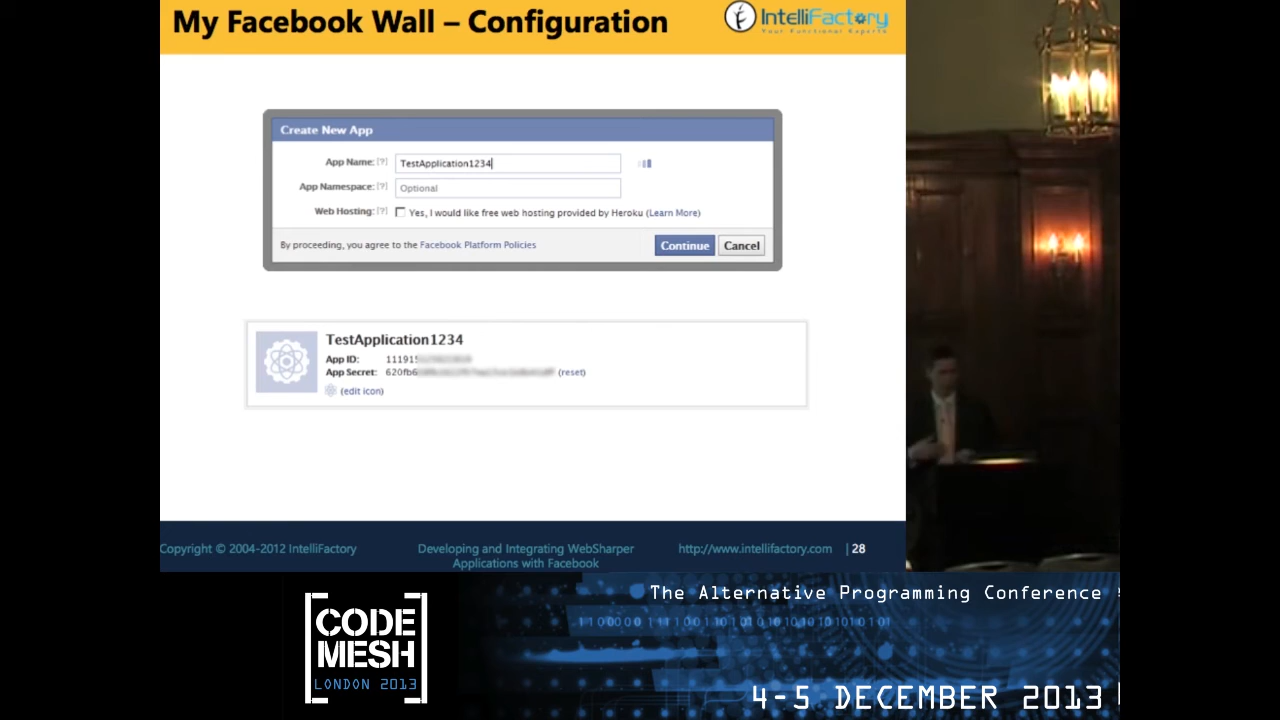 My Facebook Wall – Configuration
IntelliFactory
Your Functional Experts
Create New App
App Name: [?] TestApplication1234
App Namespace: [?] Optional
Web Hosting: [?] Yes, I would like free web hosting provided by Heroku (Learn More)
By proceeding, you agree to the Facebook Platform Policies
Continue Cancel
TestApplication1234
App ID: 11191
App Secret: 620fb6 (reset)
(edit icon)
Copyright © 2004-2012 IntelliFactory
Developing and Integrating WebSharper
Applications with Facebook
http://www.intellifactory.com | 28
The Alternative Programming Conference
CODE
MESH
LONDON 2013
4-5 DECEMBER 2013